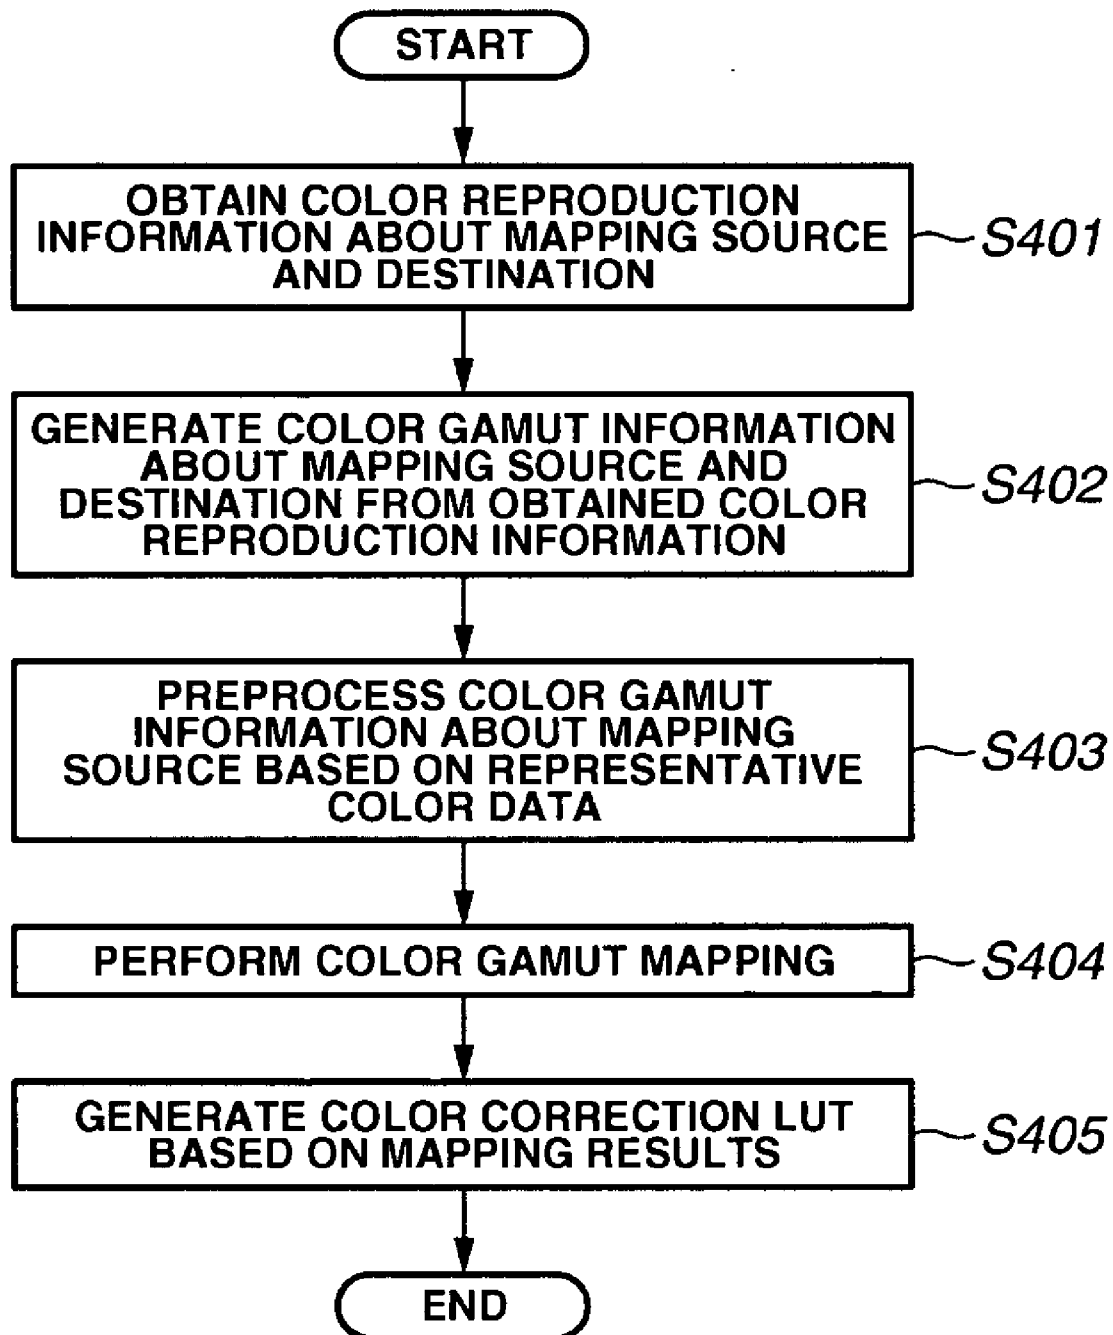 START
OBTAIN COLOR REPRODUCTION
INFORMATION ABOUT MAPPING SOURCE
AND DESTINATION
S401
GENERATE COLOR GAMUT INFORMATION
ABOUT MAPPING SOURCE AND
DESTINATION FROM OBTAINED COLOR
REPRODUCTION INFORMATION
S402
PREPROCESS COLOR GAMUT
INFORMATION ABOUT MAPPING
SOURCE BASED ON REPRESENTATIVE
COLOR DATA
S403
PERFORM COLOR GAMUT MAPPING
S404
GENERATE COLOR CORRECTION LUT
BASED ON MAPPING RESULTS
S405
END